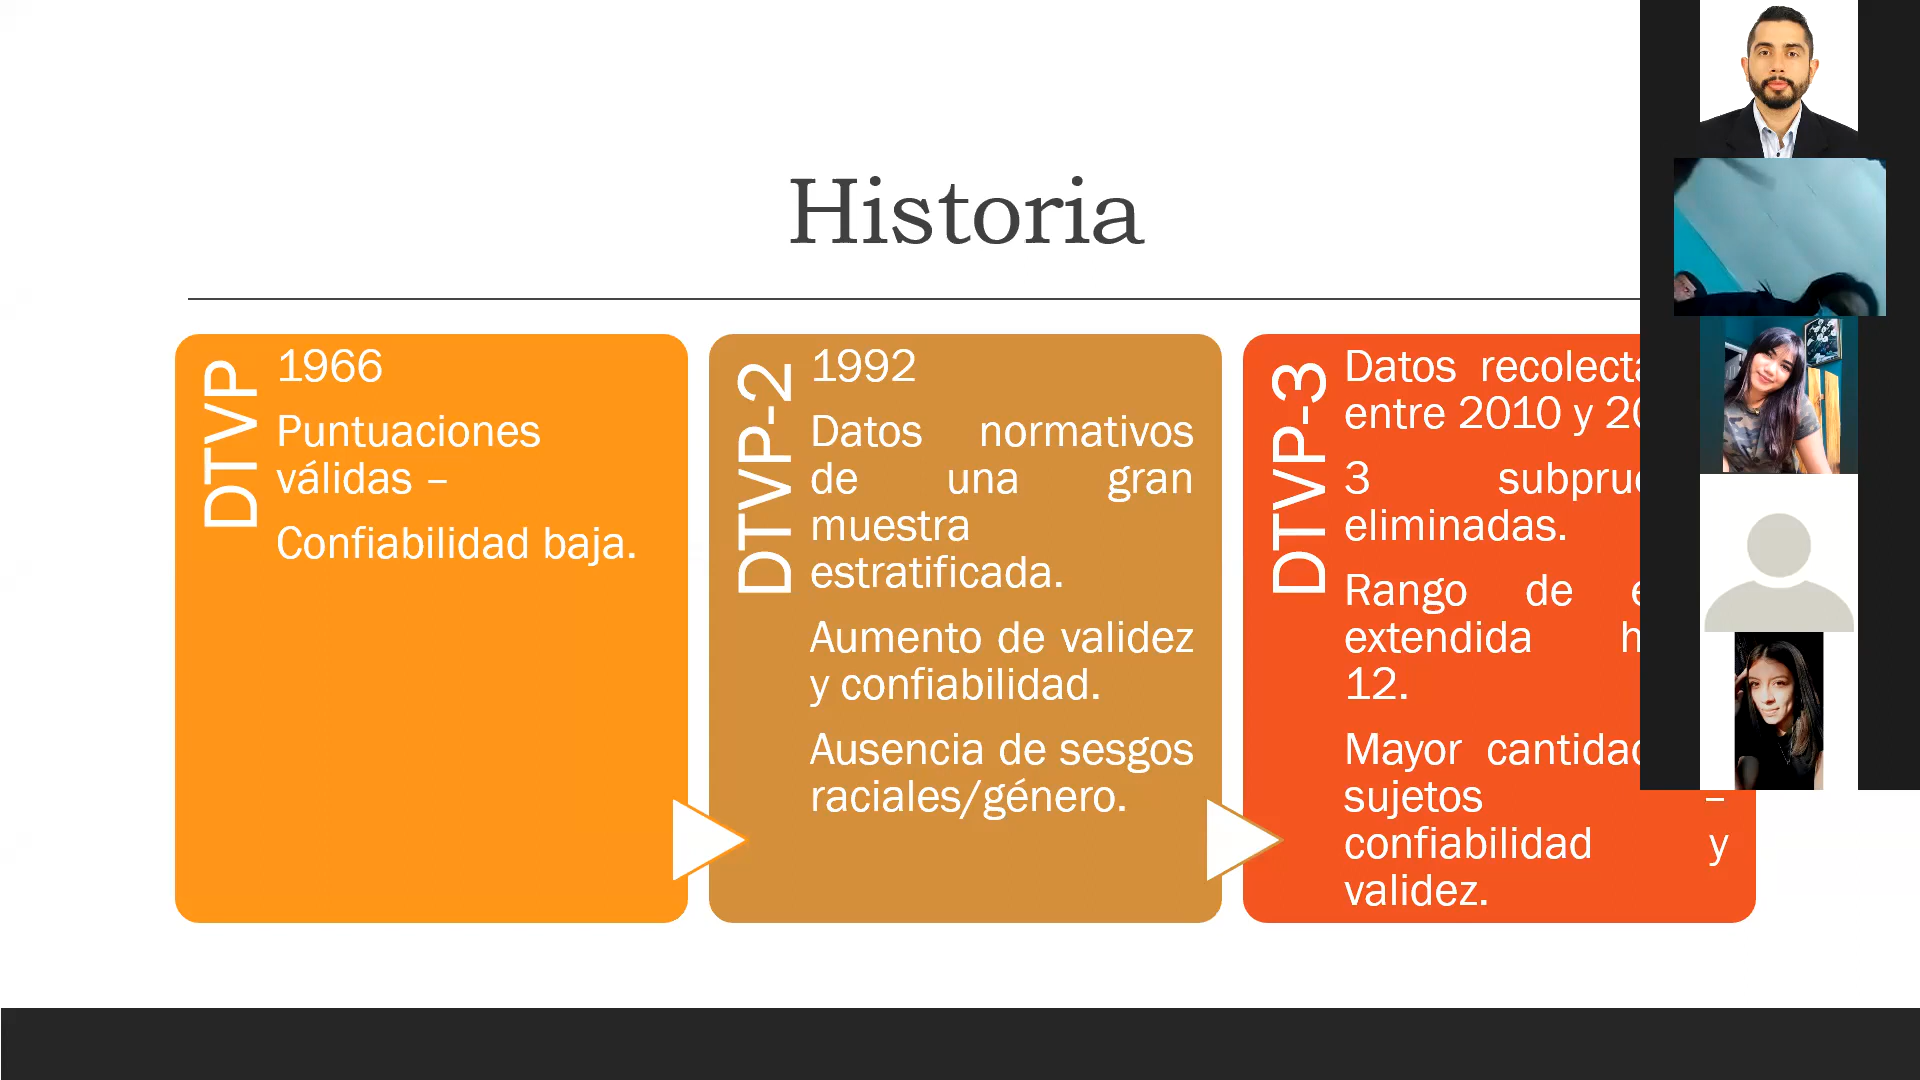 Historia
DTVP
1966
Puntuaciones
válidas –
Confiabilidad baja.
DTVP-2
1992
Datos normativos
de una gran
muestra
estratificada.
Aumento de validez
y confiabilidad.
Ausencia de sesgos
raciales/género.
DTVP-3
Datos
entre 2010 y
3
eliminadas.
Rango de
extendida
12.
Mayor
sujetos –
confiabilidad y
validez.